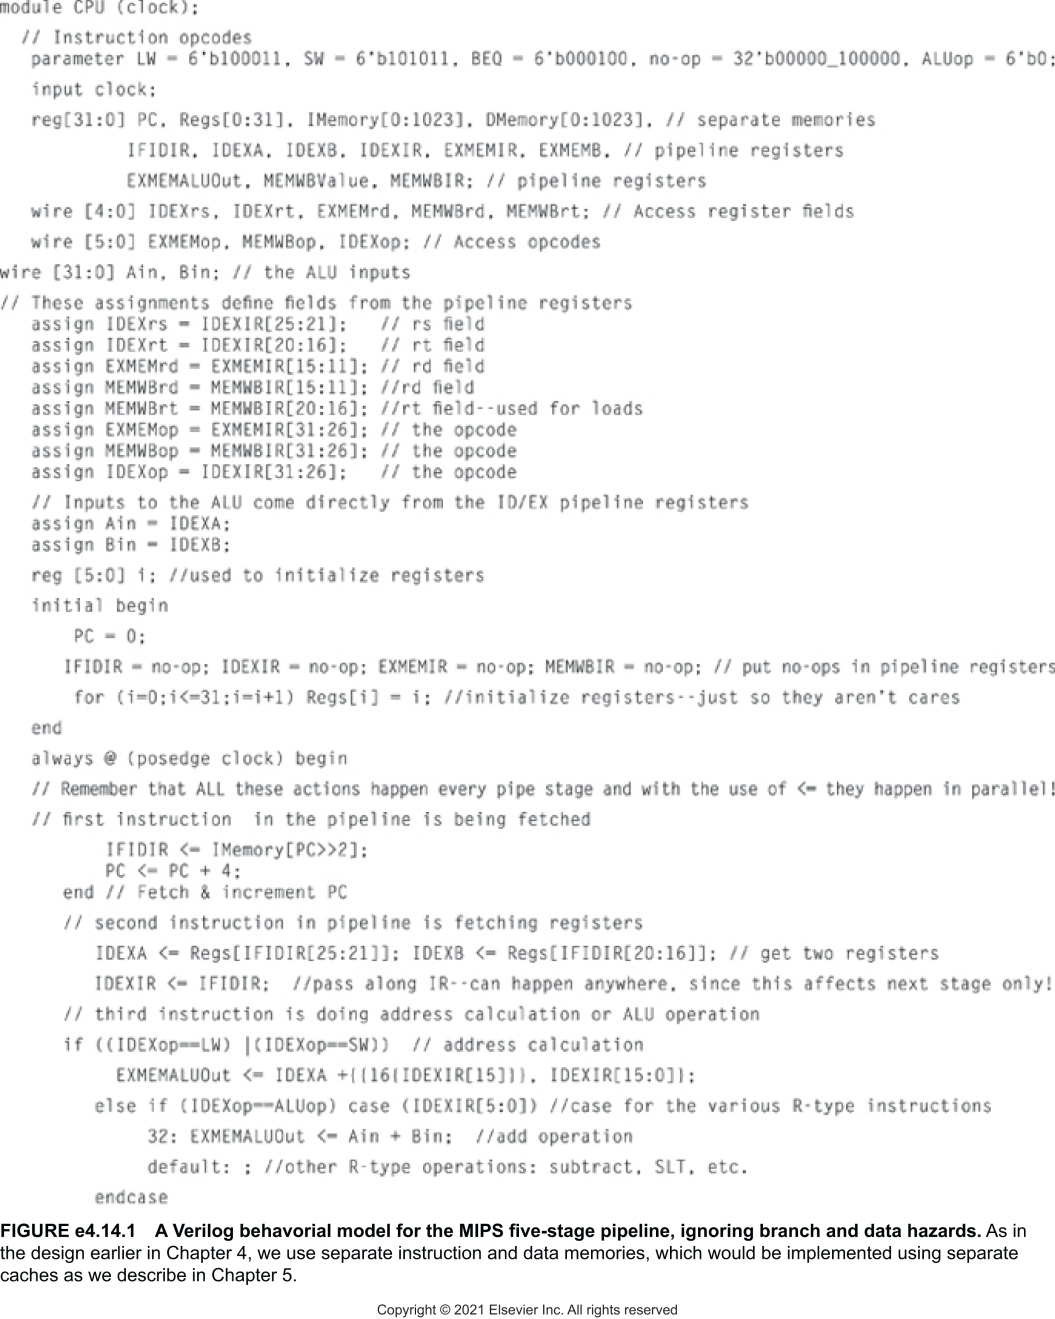 module CPU (clock);
// Instruction opcodes
parameter LW = 6'b100011, SW = 6'b101011, BEQ = 6'b000100, no-op = 32'b00000_100000, ALUop = 6'b0;
input clock;
reg[31:0] PC, Regs[0:31], IMemory[0:1023], DMemory[0:1023], // separate memories
IFIDIR, IDEXA, IDEXB, IDEXIR, EXMEMIR, EXMEMB, // pipeline registers
EXMEMALUOut, MEMWBValue, MEMWBIR; // pipeline registers
wire [4:0] IDEXrs, IDEXrt, EXMEMrd, MEMWBrd, MEMWBrt; // Access register fields
wire [5:0] EXMEMop, MEMWBop, IDEXop; // Access opcodes
wire [31:0] Ain, Bin; // the ALU inputs
// These assignments define fields from the pipeline registers
assign IDEXrs = IDEXIR[25:21]; // rs field
assign IDEXrt = IDEXIR[20:16]; // rt field
assign EXMEMrd = EXMEMIR[15:11]; // rd field
assign MEMWBrd = MEMWBIR[15:11]; //rd field
assign MEMWBrt = MEMWBIR[20:16]; //rt field--used for loads
assign EXMEMop = EXMEMIR[31:26]; // the opcode
assign MEMWBop = MEMWBIR[31:26]; // the opcode
assign IDEXop = IDEXIR[31:26]; // the opcode
// Inputs to the ALU come directly from the ID/EX pipeline registers
assign Ain = IDEXA;
assign Bin = IDEXB;
reg [5:0] i; //used to initialize registers
initial begin
PC = 0;
IFIDIR = no-op; IDEXIR = no-op; EXMEMIR = no-op; MEMWBIR = no-op; // put no-ops in pipeline registers
for (i=0;i<=31;i=i+1) Regs[i] = i; //initialize registers--just so they aren't cares
end
always @ (posedge clock) begin
// Remember that ALL these actions happen every pipe stage and with the use of <= they happen in parallel!
// first instruction in the pipeline is being fetched
IFIDIR <= IMemory[PC>>2];
PC <= PC + 4;
end // Fetch & increment PC
// second instruction in pipeline is fetching registers
IDEXA <= Regs[IFIDIR[25:21]]; IDEXB <= Regs[IFIDIR[20:16]]; // get two registers
IDEXIR <= IFIDIR; //pass along IR--can happen anywhere, since this affects next stage only!
// third instruction is doing address calculation or ALU operation
if ((IDEXop==LW) |(IDEXop==SW)) // address calculation
EXMEMALUOut <= IDEXA +{{16{IDEXIR[15]}}, IDEXIR[15:0]};
else if (IDEXop==ALUop) case (IDEXIR[5:0]) //case for the various R-type instructions
32: EXMEMALUOut <= Ain + Bin; //add operation
default: ; //other R-type operations: subtract, SLT, etc.
endcase
FIGURE e4.14.1 A Verilog behavorial model for the MIPS five-stage pipeline, ignoring branch and data hazards. As in
the design earlier in Chapter 4, we use separate instruction and data memories, which would be implemented using separate
caches as we describe in Chapter 5.
Copyright © 2021 Elsevier Inc. All rights reserved